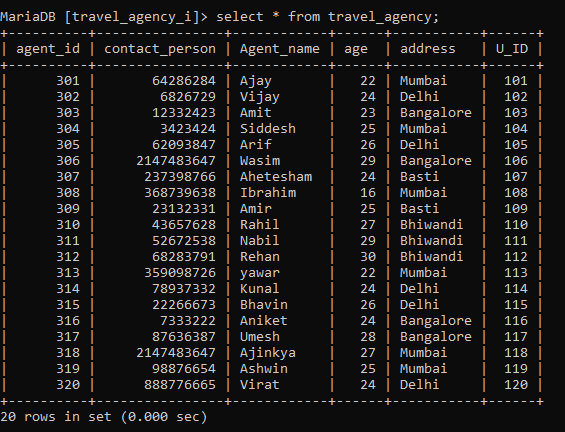 MariaDB [travel_agency_i]> select * from travel_agency;
+----------+----------------+------------+------+-----------+------+
| agent_id | contact_person | Agent_name | age  | address   | U_ID |
+----------+----------------+------------+------+-----------+------+
|      301 |       64286284 | Ajay       |   22 | Mumbai    |  101 |
|      302 |        6826729 | Vijay      |   24 | Delhi     |  102 |
|      303 |       12332423 | Amit       |   23 | Bangalore |  103 |
|      304 |        3423424 | Siddesh    |   25 | Mumbai    |  104 |
|      305 |       62093847 | Arif       |   26 | Delhi     |  105 |
|      306 |     2147483647 | Wasim      |   29 | Bangalore |  106 |
|      307 |      237398766 | Ahetesham  |   24 | Basti     |  107 |
|      308 |      368739638 | Ibrahim    |   16 | Mumbai    |  108 |
|      309 |       23132331 | Amir       |   25 | Basti     |  109 |
|      310 |       43657628 | Rahil      |   27 | Bhiwandi  |  110 |
|      311 |       52672538 | Nabil      |   29 | Bhiwandi  |  111 |
|      312 |       68283791 | Rehan      |   30 | Bhiwandi  |  112 |
|      313 |      359098726 | yawar      |   22 | Mumbai    |  113 |
|      314 |       78937332 | Kunal      |   24 | Delhi     |  114 |
|      315 |       22266673 | Bhavin     |   26 | Delhi     |  115 |
|      316 |        7333222 | Aniket     |   24 | Bangalore |  116 |
|      317 |       87636387 | Umesh      |   28 | Bangalore |  117 |
|      318 |     2147483647 | Ajinkya    |   27 | Mumbai    |  118 |
|      319 |       98876654 | Ashwin     |   25 | Mumbai    |  119 |
|      320 |      888776665 | Virat      |   24 | Delhi     |  120 |
+----------+----------------+------------+------+-----------+------+
20 rows in set (0.000 sec)